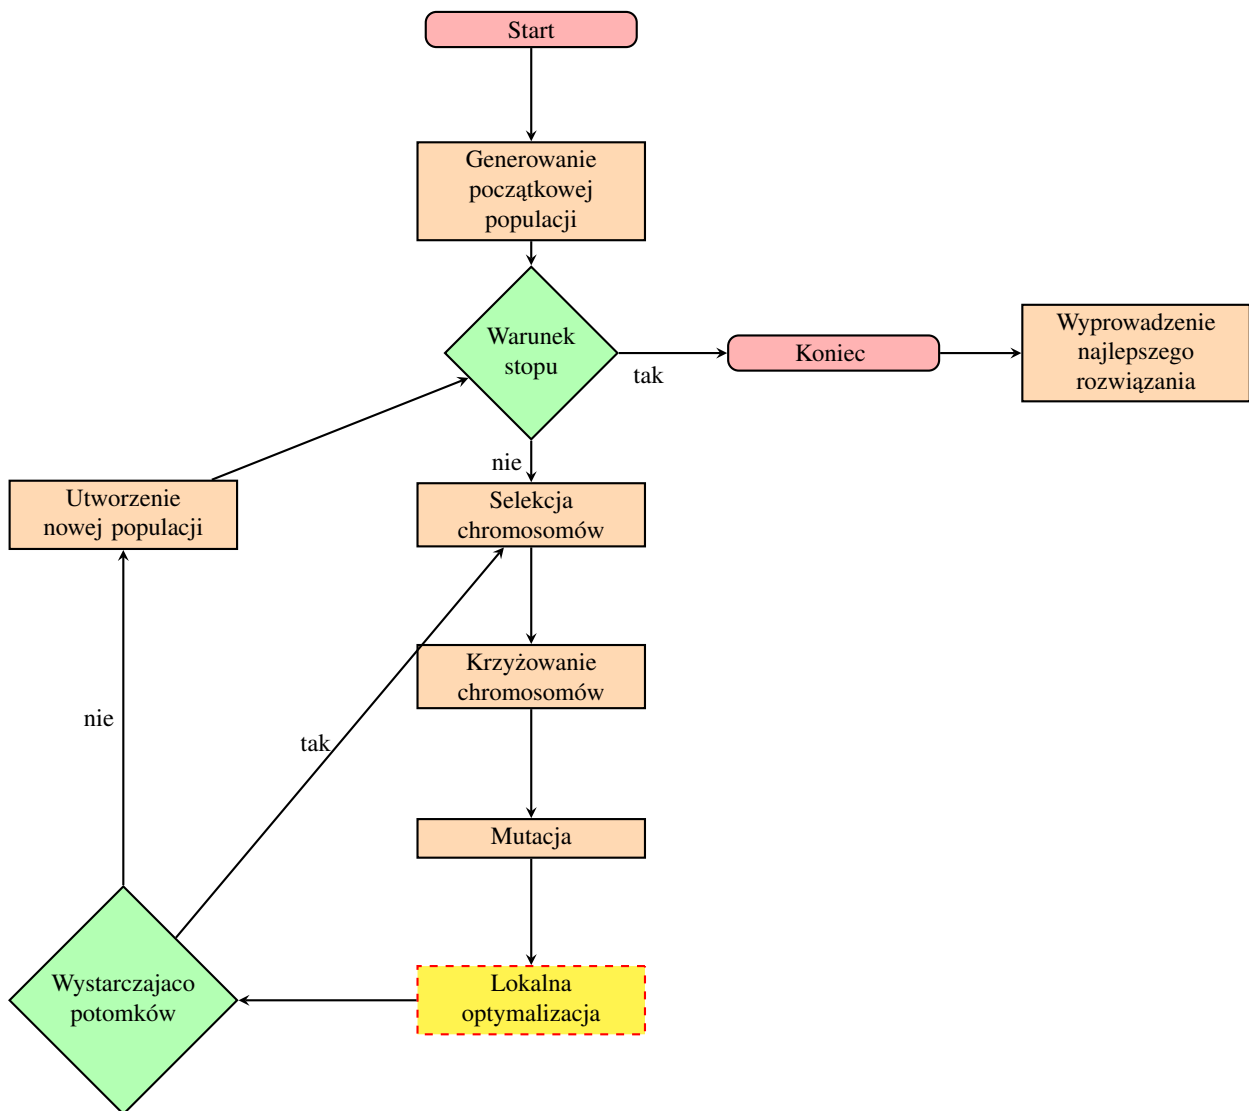 Start
Generowanie
początkowej
populacji
Warunek
stopu
tak
Koniec
Wyprowadzenie
najlepszego
rozwiązania
nie
Utworzenie
nowej populacji
Selekcja
chromosomów
Krzyżowanie
chromosomów
nie
tak
Mutacja
Wystarczajaco
potomków
Lokalna
optymalizacja